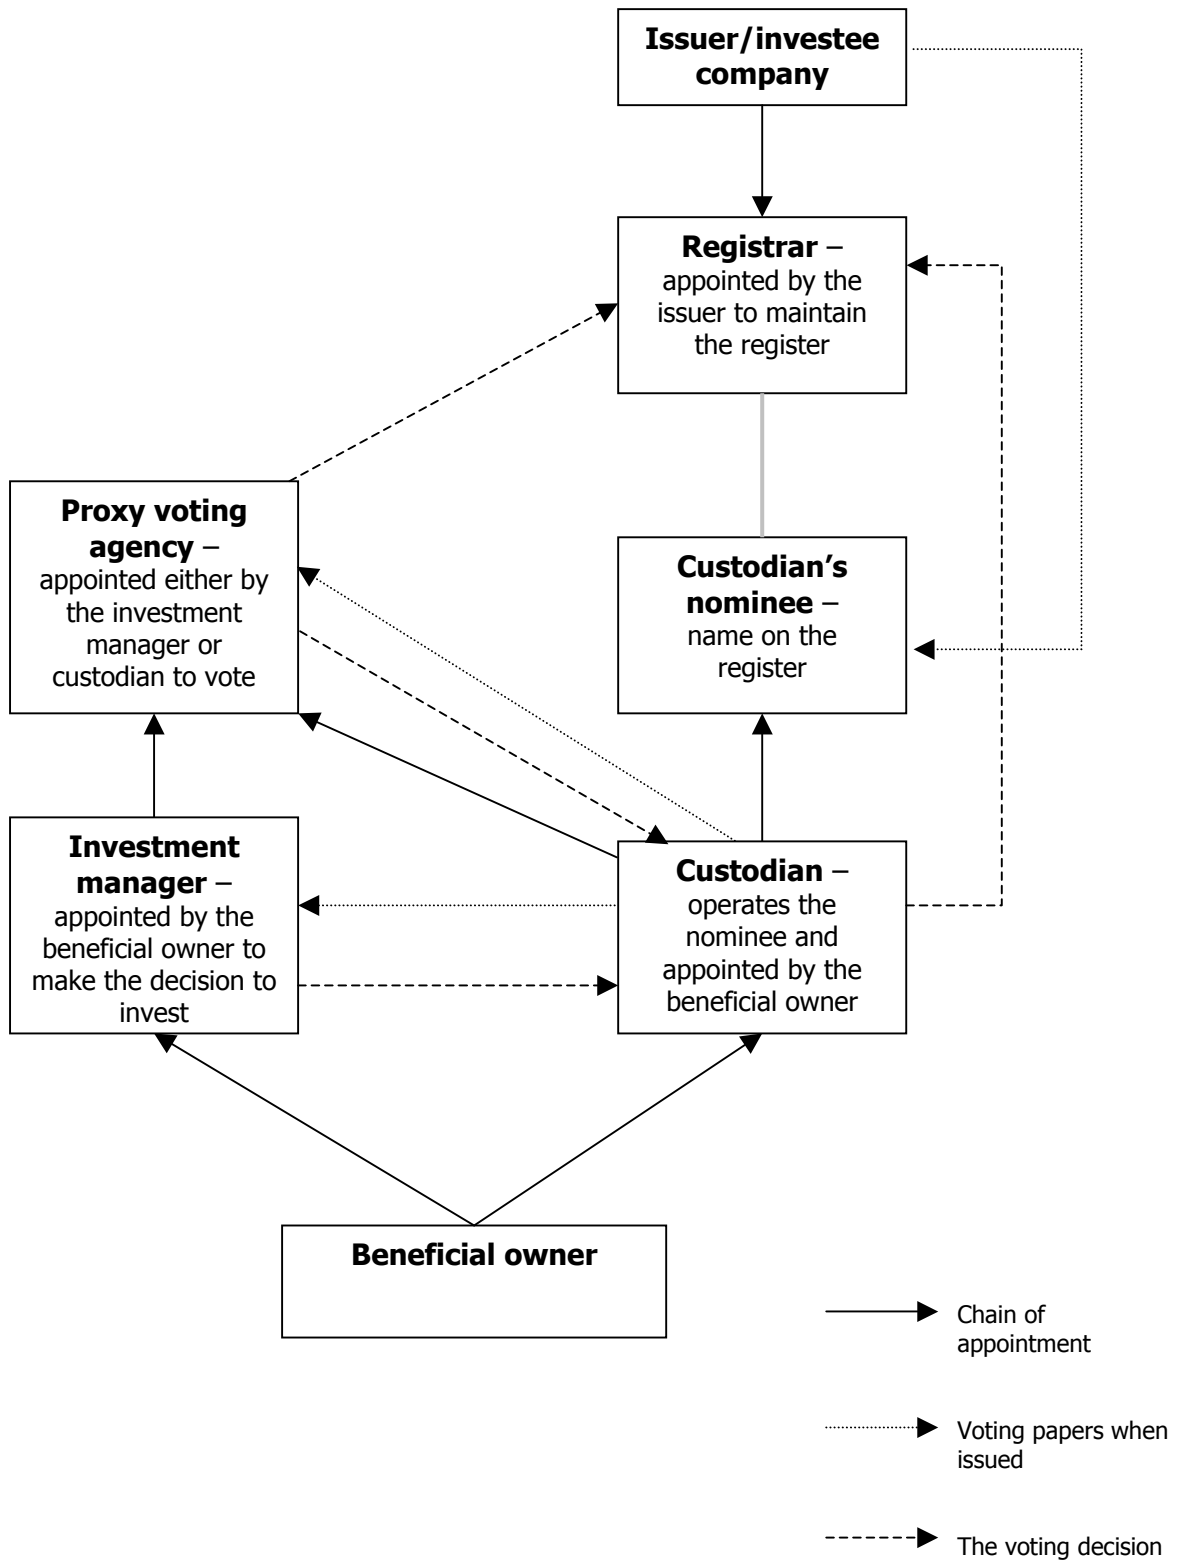 Issuer/investee
company
Registrar –
appointed by the
issuer to maintain
the register
Proxy voting
agency –
appointed either by
the investment
manager or
custodian to vote
Custodian's
nominee –
name on the
register
Investment
manager –
appointed by the
beneficial owner to
make the decision to
invest
Custodian –
operates the
nominee and
appointed by the
beneficial owner
Beneficial owner
Chain of
appointment
Voting papers when
issued
The voting decision